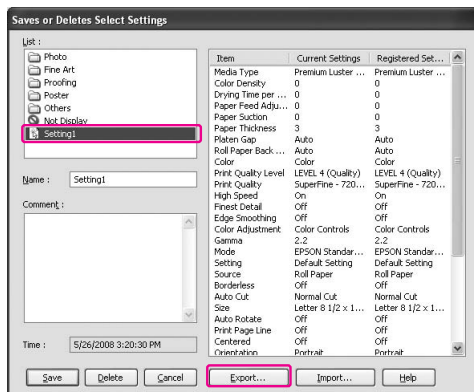 Saves or Deletes Select Settings
List :
Photo
Fine Art
Proofing
Poster
Others
Not Display
Setting1
Name : Setting1
Comment :
Time : 5/26/2008 3:20:30 PM
Item Current Settings Registered Set...
Media Type Premium Luster ... Premium Luster ...
Color Density 0 0
Drying Time per ... 0 0
Paper Feed Adju... 0 0
Paper Suction 0 0
Paper Thickness 3 3
Platen Gap Auto Auto
Roll Paper Back ... Auto Auto
Color Color Color
Print Quality Level LEVEL 4 (Quality) LEVEL 4 (Quality)
Print Quality SuperFine - 720... SuperFine - 720...
High Speed On On
Finest Detail Off Off
Edge Smoothing Off Off
Color Adjustment Color Controls Color Controls
Gamma 2.2 2.2
Mode EPSON Standar... EPSON Standar...
Setting Default Setting Default Setting
Source Roll Paper Roll Paper
Borderless Off Off
Auto Cut Normal Cut Normal Cut
Size Letter 8 1/2 x 1... Letter 8 1/2 x 1...
Auto Rotate Off Off
Print Page Line Off Off
Centered Off Off
Orientation Portrait Portrait
Save Delete Cancel Export... Import... Help